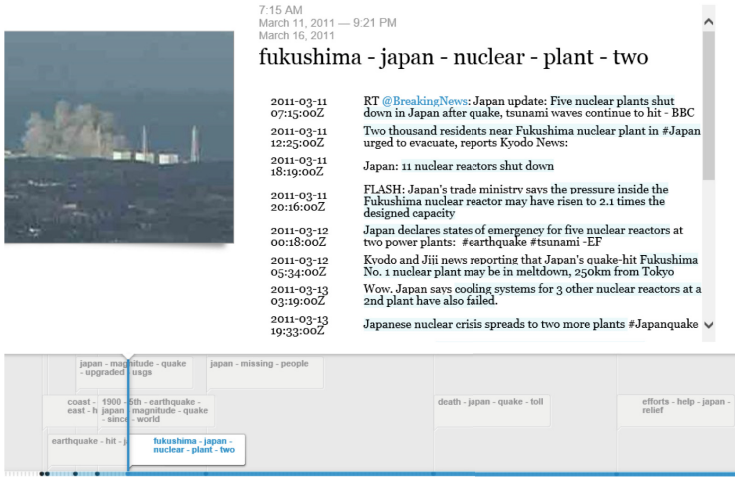 7:15 AM
March 11, 2011 — 9:21 PM
March 16, 2011
fukushima - japan - nuclear - plant - two
2011-03-11
07:15:00Z
RT @BreakingNews: Japan update: Five nuclear plants shut
down in Japan after quake, tsunami waves continue to hit - BBC
2011-03-11
12:25:00Z
Two thousand residents near Fukushima nuclear plant in #Japan
urged to evacuate, reports Kyodo News:
2011-03-11
18:19:00Z
Japan: 11 nuclear reactors shut down
2011-03-11
20:16:00Z
FLASH: Japan's trade ministry says the pressure inside the
Fukushima nuclear reactor may have risen to 2.1 times the
designed capacity
2011-03-12
00:18:00Z
Japan declares states of emergency for five nuclear reactors at
two power plants: #earthquake #tsunami -EF
2011-03-12
05:34:00Z
Kyodo and Jiji news reporting that Japan's quake-hit Fukushima
No. 1 nuclear plant may be in meltdown, 250km from Tokyo
2011-03-13
03:19:00Z
Wow. Japan says cooling systems for 3 other nuclear reactors at a
2nd plant have also failed.
2011-03-13
19:33:00Z
Japanese nuclear crisis spreads to two more plants #Japanquake
japan - magnitude - quake
- upgraded - usgs
japan - missing - people
coast -
east - h
1900 - 5th - earthquake -
japan - magnitude - quake
- since - world
death - japan - quake - toll
efforts - help - japan -
relief
earthquake - hit - j
fukushima - japan -
nuclear - plant - two